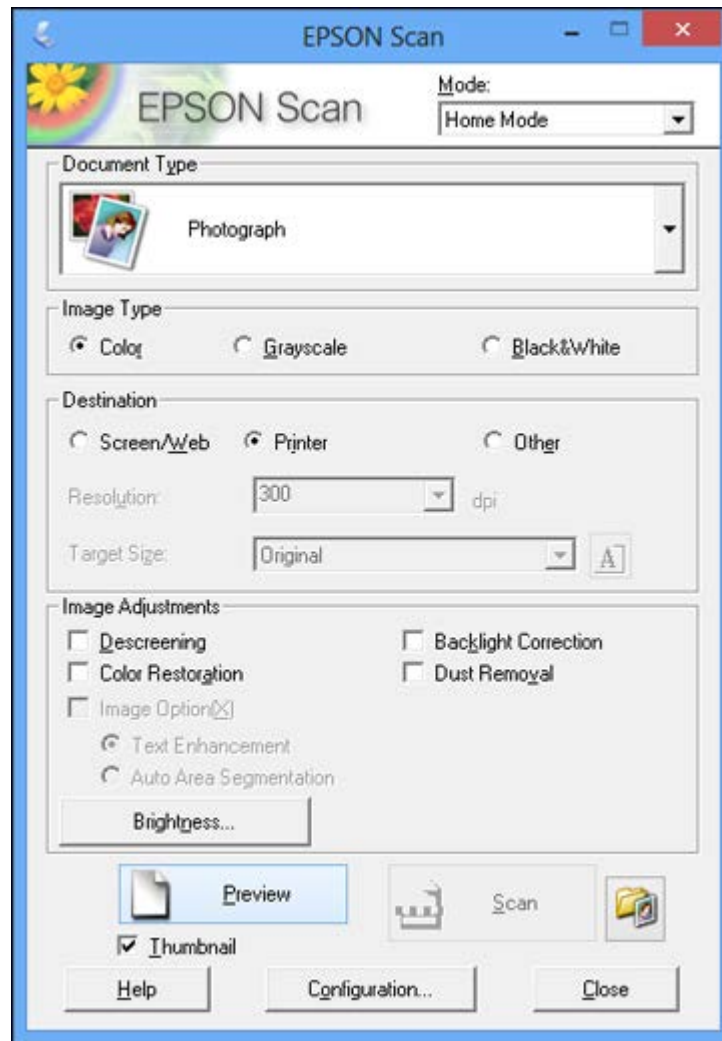 EPSON Scan
EPSON Scan
Mode:
Home Mode
Document Type
Photograph
Image Type
Color Grayscale Black&White
Destination
Screen/Web Printer Other
Resolution: 300 dpi
Target Size: Original A
Image Adjustments
Descreening Backlight Correction
Color Restoration Dust Removal
Image Option(X)
Text Enhancement
Auto Area Segmentation
Brightness...
Preview Scan
Thumbnail
Help Configuration... Close